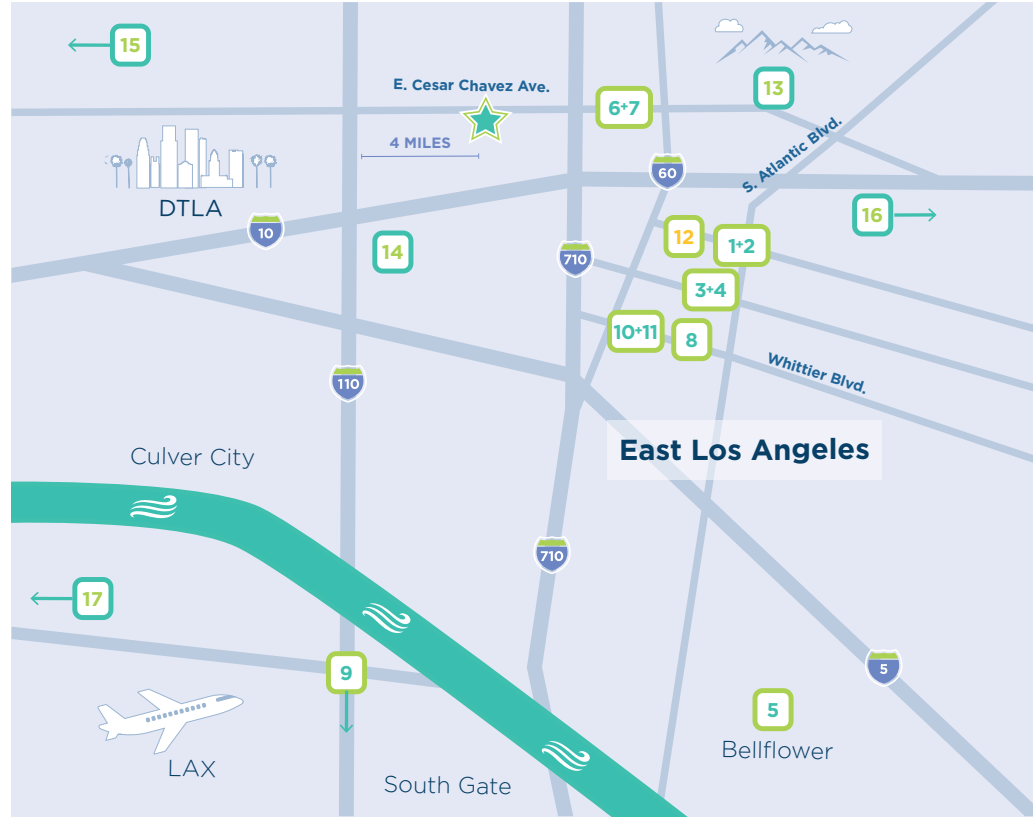 15
E. Cesar Chavez Ave.
13
6+7
4 MILES
S. Atlantic Blvd.
60
DTLA
16
10
12
1+2
14
710
3+4
10+11
8
Whittier Blvd.
110
East Los Angeles
Culver City
710
17
5
9
5
Bellflower
LAX
South Gate